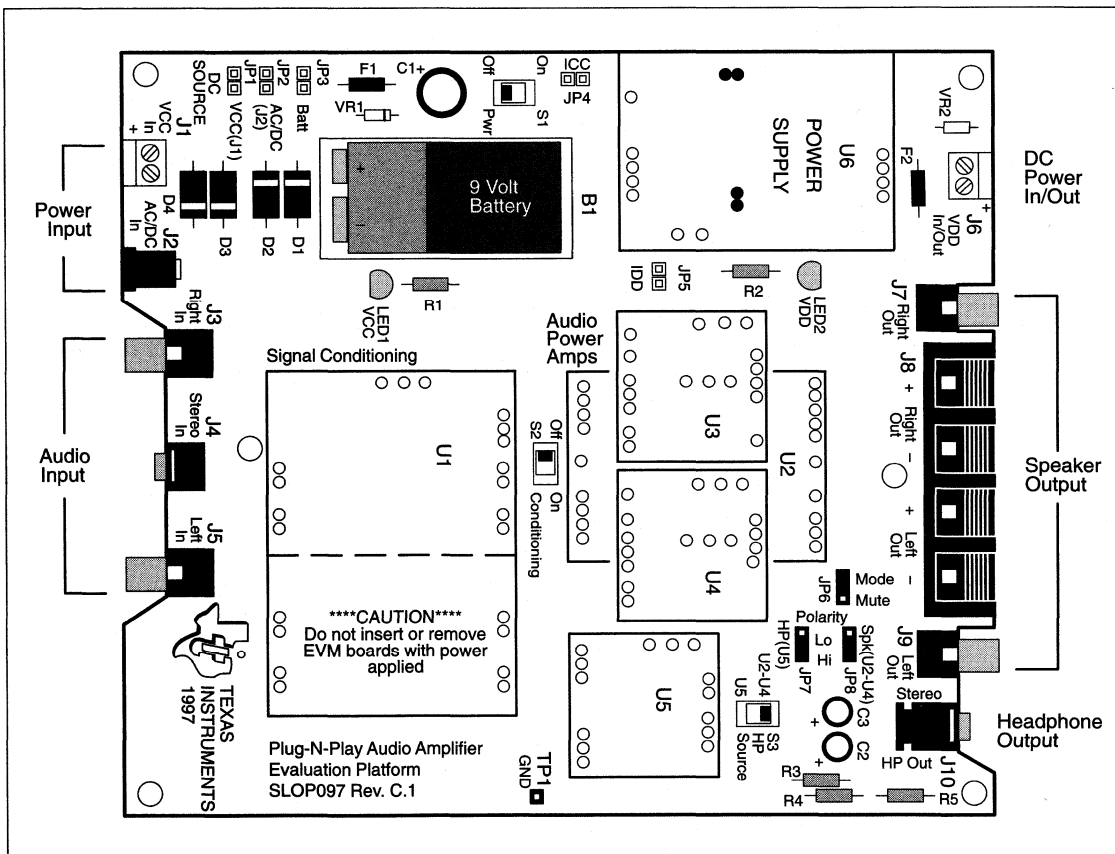 DC
SOURCE
JP1
JP2
JP3
VCC(J1)
AC/DC
(J2)
Batt
F1
VR1
C1+
Off
On
Pwr
S1
ICC
JP4
U6
POWER
SUPPLY
VR2
F2
J6
VDD
In/Out
+
DC
Power
In/Out
J1
VCC
In
+
Power
Input
D4
J2
AC/DC
In
D3
D2
D1
+
–
9 Volt
Battery
B1
LED1
VCC
R1
IDD
JP5
R2
LED2
VDD
J3
Right
In
J4
Stereo
In
J5
Left
In
Audio
Input
Signal Conditioning
U1
****CAUTION****
Do not insert or remove
EVM boards with power
applied
S2
Off
On
Conditioning
Audio
Power
Amps
U3
U2
U4
U5
J7
Right
Out
J8
+
Right
Out
–
+
Left
Out
–
Speaker
Output
J9
Left
Out
JP6
Mode
Mute
Polarity
HP(U5)
Lo
Hi
JP7
Spk(U2-U4)
JP8
U2-U4
U5
S3
HP
Source
+
C3
+
C2
R3
R4
R5
Stereo
HP Out
J10
Headphone
Output
TEXAS
INSTRUMENTS
1997
Plug-N-Play Audio Amplifier
Evaluation Platform
SLOP097 Rev. C.1
TP1
GND